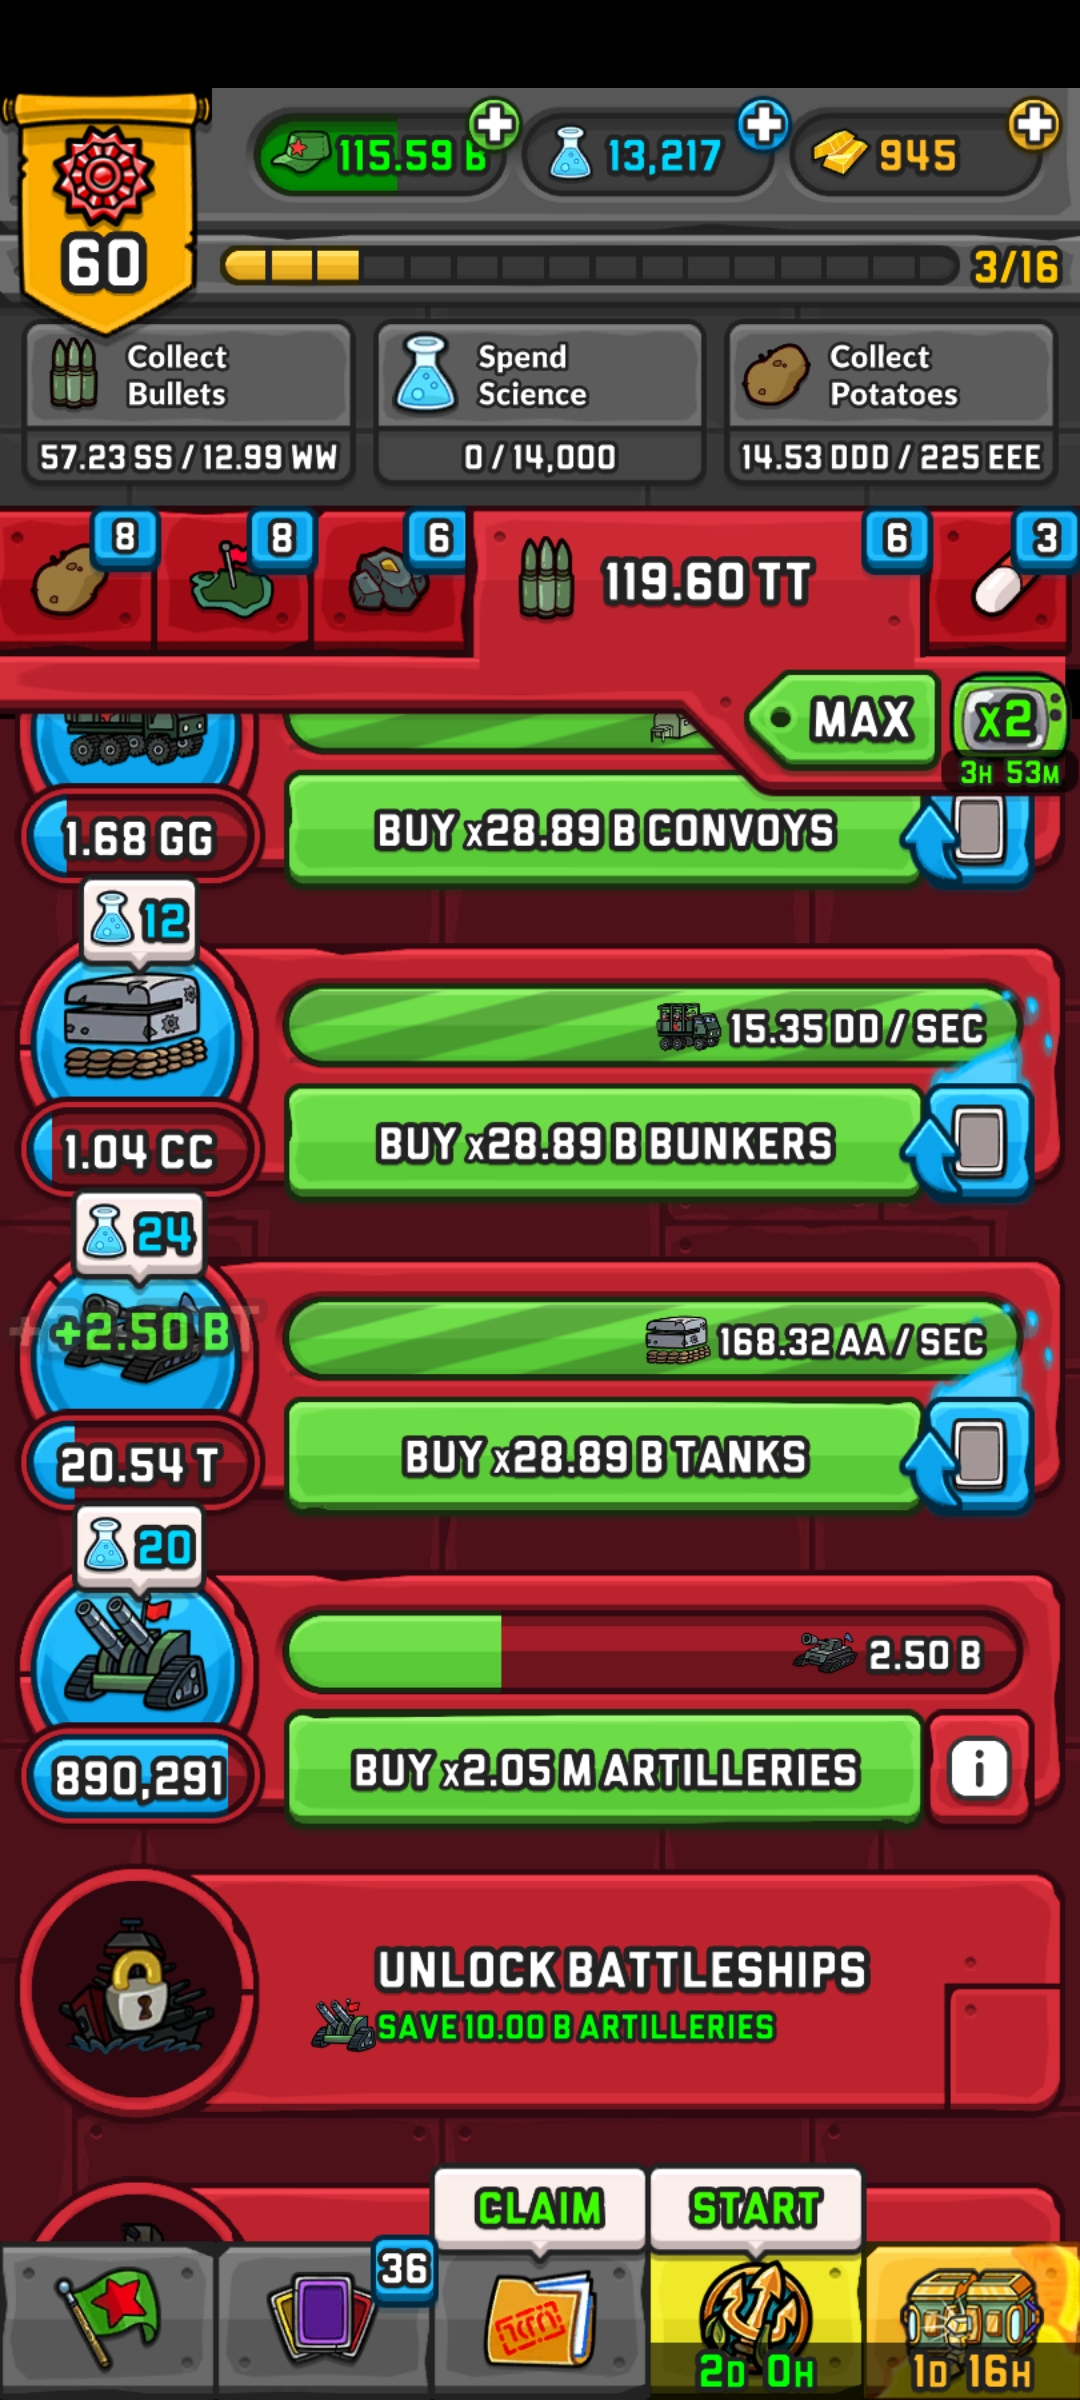 115.59 B
13,217
945
60
3/16
Collect
Bullets
Spend
Science
Collect
Potatoes
57.23 SS / 12.99 WW
0 / 14,000
14.53 DDD / 225 EEE
8
8
6
119.60 TT
6
3
MAX
x2
3H 53M
1.68 GG
BUY x28.89 B CONVOYS
12
15.35 DD / SEC
1.04 CC
BUY x28.89 B BUNKERS
24
+2.50 B
168.32 AA / SEC
20.54 T
BUY x28.89 B TANKS
20
2.50 B
890,291
BUY x2.05 M ARTILLERIES
i
UNLOCK BATTLESHIPS
SAVE 10.00 B ARTILLERIES
CLAIM
START
36
2D 0H
1D 16H